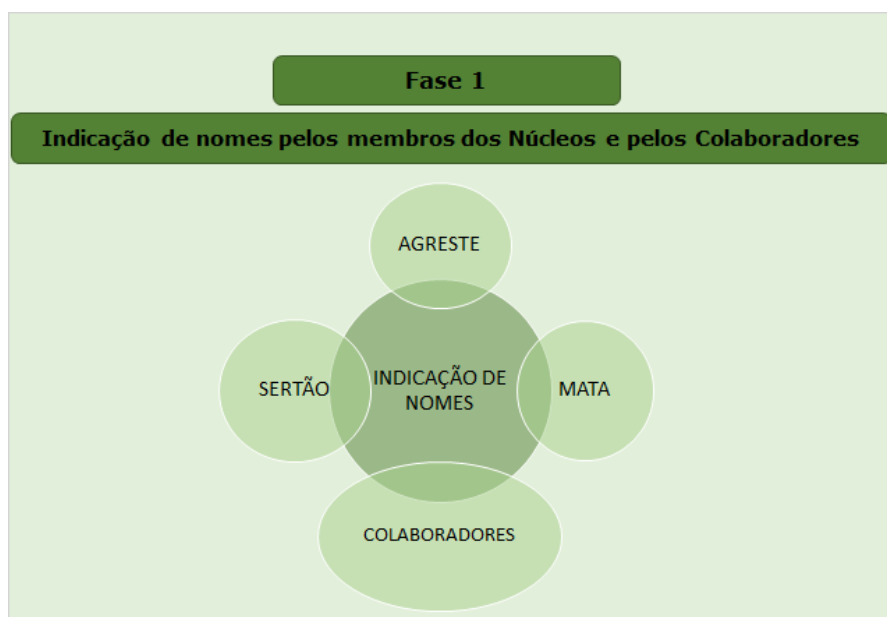 Fase 1
Indicação de nomes pelos membros dos Núcleos e pelos Colaboradores
AGRESTE
SERTÃO
INDICAÇÃO DE
NOMES
MATA
COLABORADORES